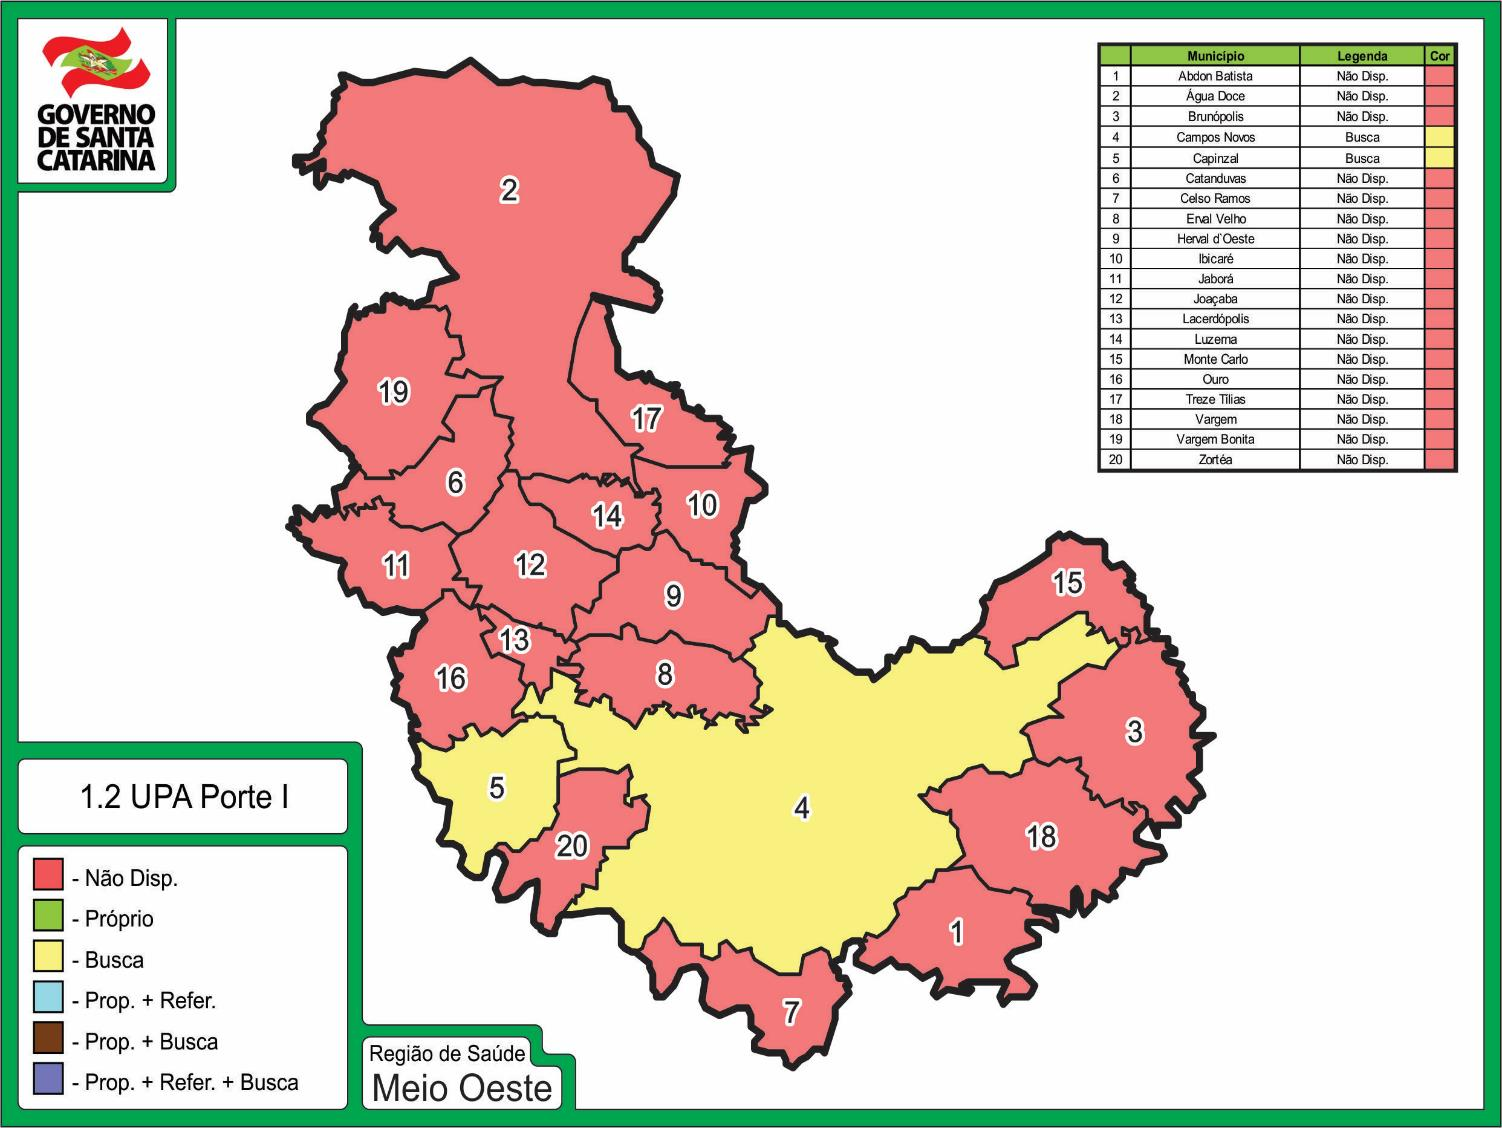 GOVERNO
DE SANTA
CATARINA
Município Legenda Cor
1 Abdon Batista Não Disp.
2 Água Doce Não Disp.
3 Brunópolis Não Disp.
4 Campos Novos Busca
5 Capinzal Busca
6 Catanduvas Não Disp.
7 Celso Ramos Não Disp.
8 Erval Velho Não Disp.
9 Herval d`Oeste Não Disp.
10 Ibicaré Não Disp.
11 Jaborá Não Disp.
12 Joaçaba Não Disp.
13 Lacerdópolis Não Disp.
14 Luzerna Não Disp.
15 Monte Carlo Não Disp.
16 Ouro Não Disp.
17 Treze Tílias Não Disp.
18 Vargem Não Disp.
19 Vargem Bonita Não Disp.
20 Zortéa Não Disp.
2
19
17
6
10
14
11
12
15
9
13
16
8
3
5
4
20
18
1
7
1.2 UPA Porte I
- Não Disp.
- Próprio
- Busca
- Prop. + Refer.
- Prop. + Busca
- Prop. + Refer. + Busca
Região de Saúde
Meio Oeste